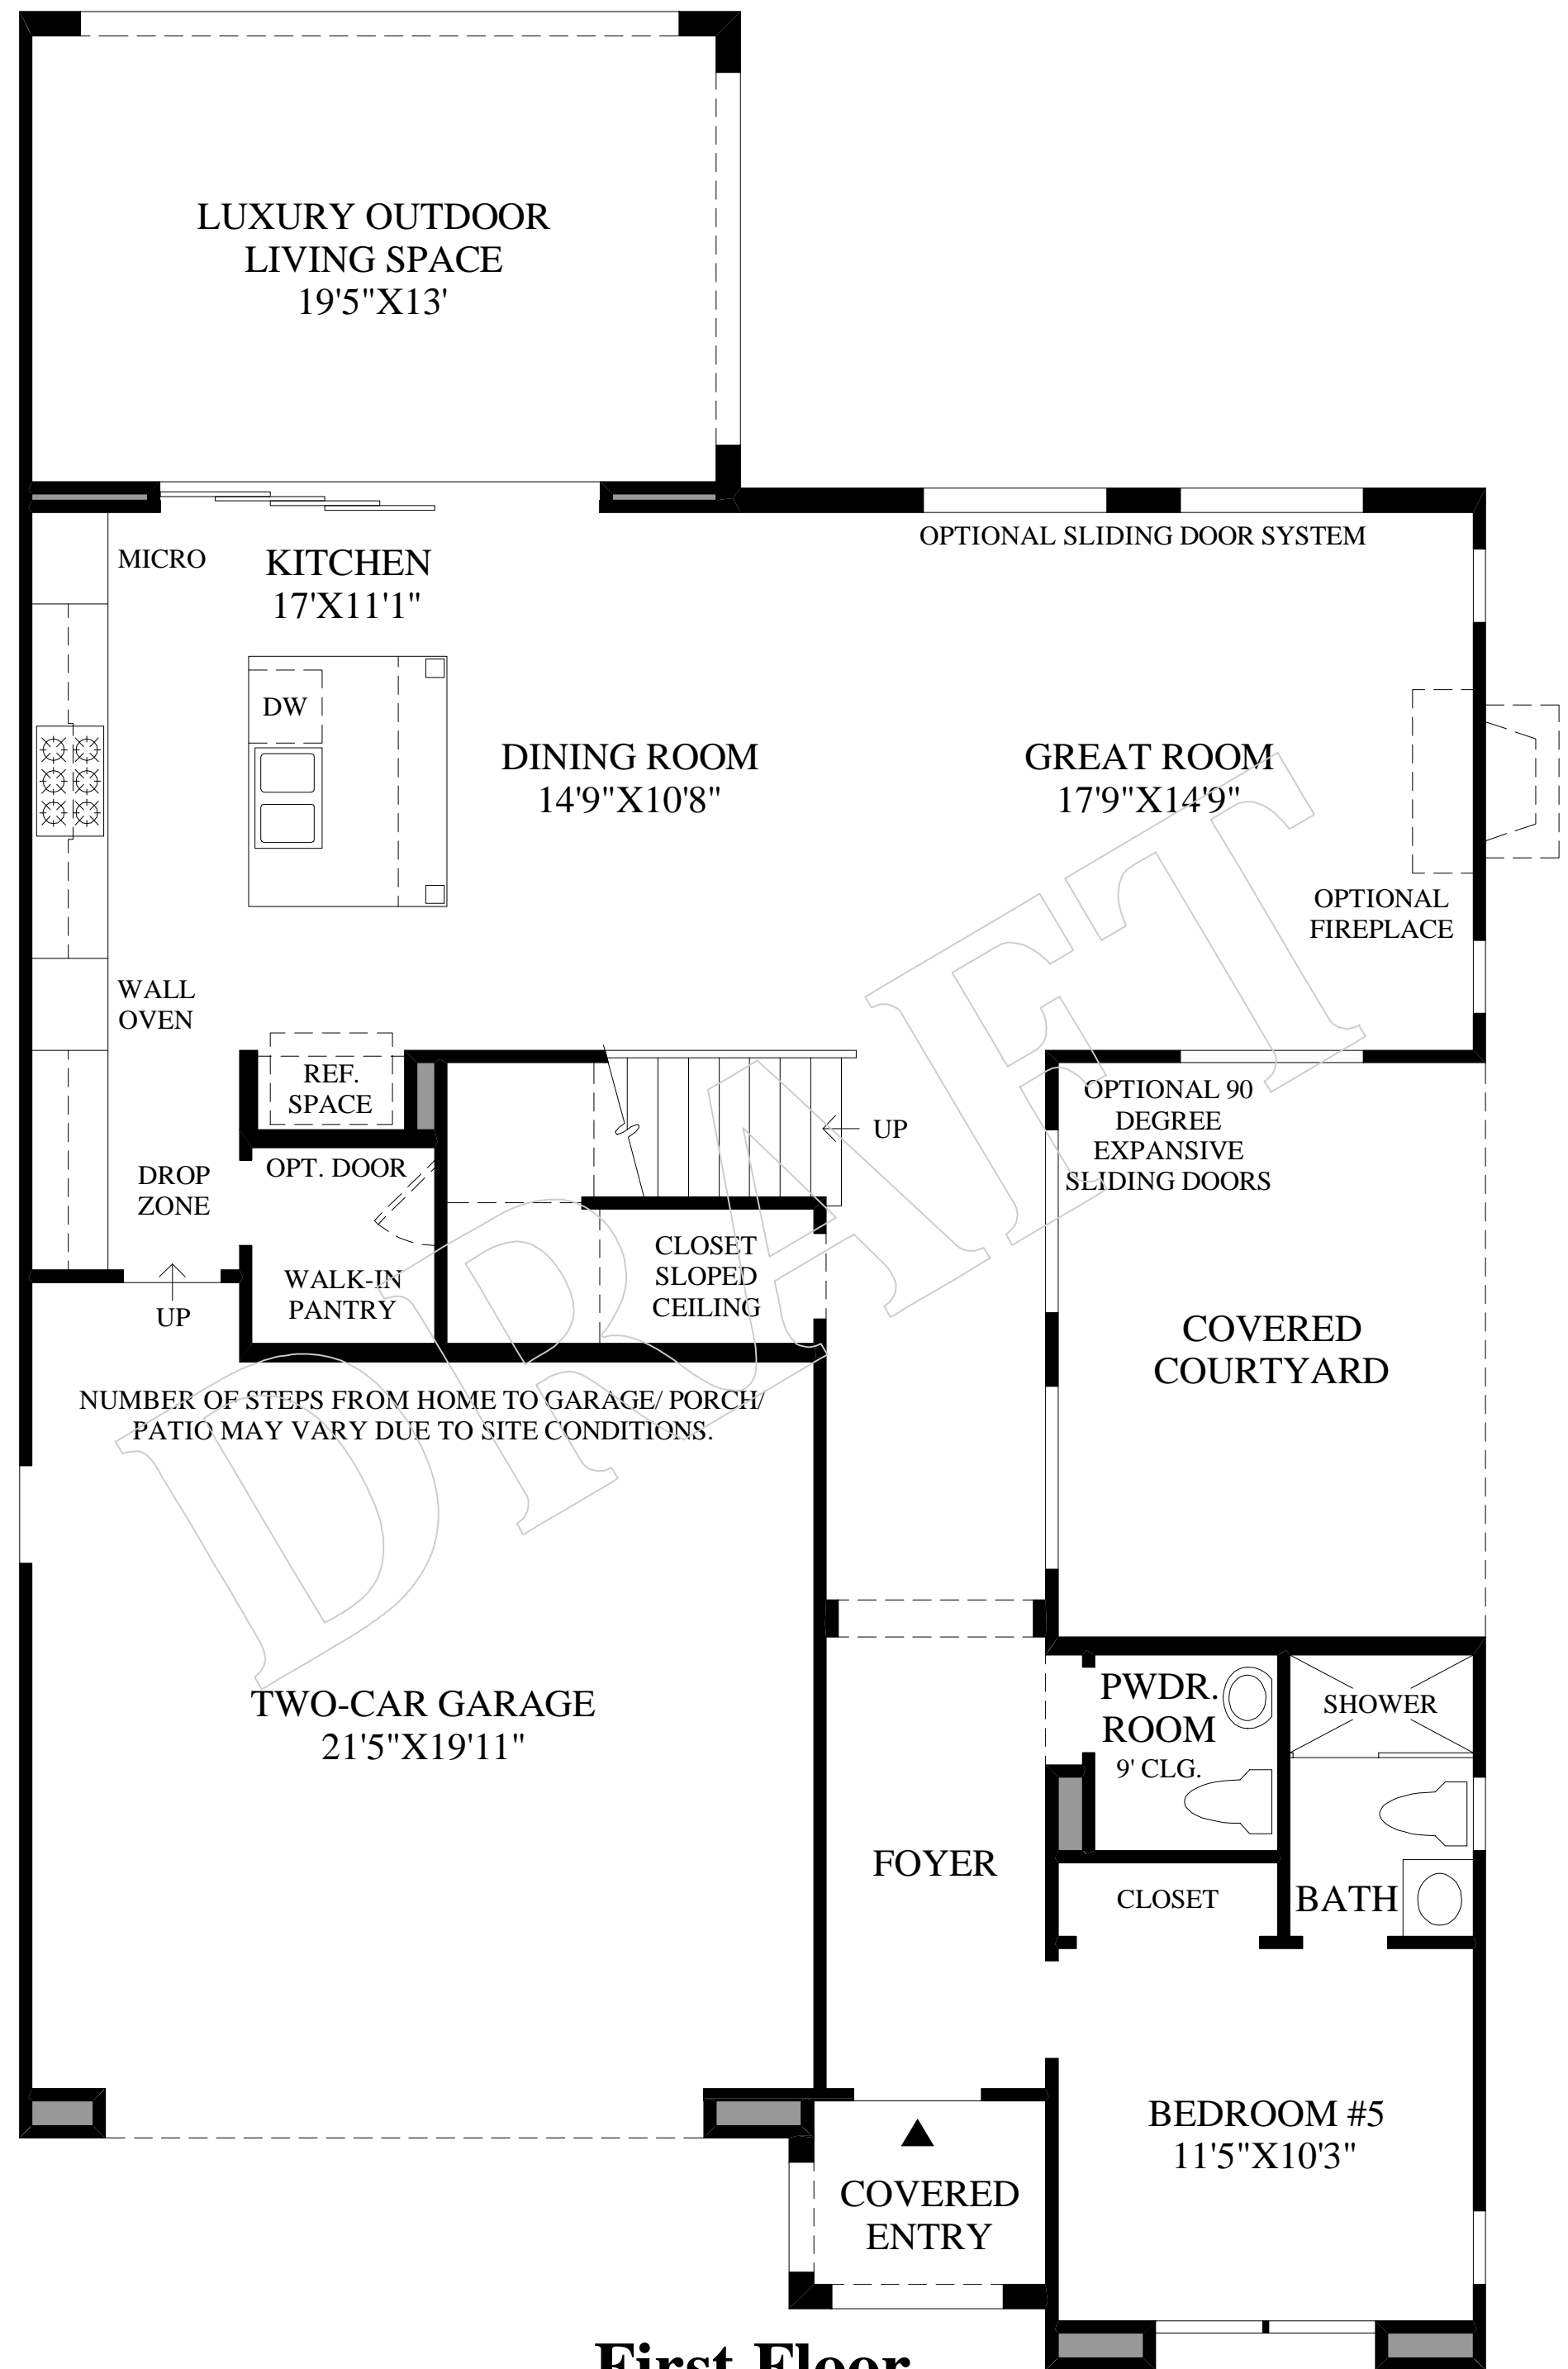 LUXURY OUTDOOR
LIVING SPACE
19'5"X13'
OPTIONAL SLIDING DOOR SYSTEM
MICRO
KITCHEN
17'X11'1"
DW
DINING ROOM
14'9"X10'8"
GREAT ROOM
17'9"X14'9"
OPTIONAL
FIREPLACE
WALL
OVEN
REF.
SPACE
UP
OPTIONAL 90
DEGREE
EXPANSIVE
SLIDING DOORS
DROP
ZONE
OPT. DOOR
CLOSET
SLOPED
CEILING
WALK-IN
PANTRY
UP
COVERED
COURTYARD
NUMBER OF STEPS FROM HOME TO GARAGE/ PORCH/
PATIO MAY VARY DUE TO SITE CONDITIONS.
DRAFT
TWO-CAR GARAGE
21'5"X19'11"
PWDR.
ROOM
9' CLG.
SHOWER
FOYER
CLOSET
BATH
BEDROOM #5
11'5"X10'3"
COVERED
ENTRY
First Floor